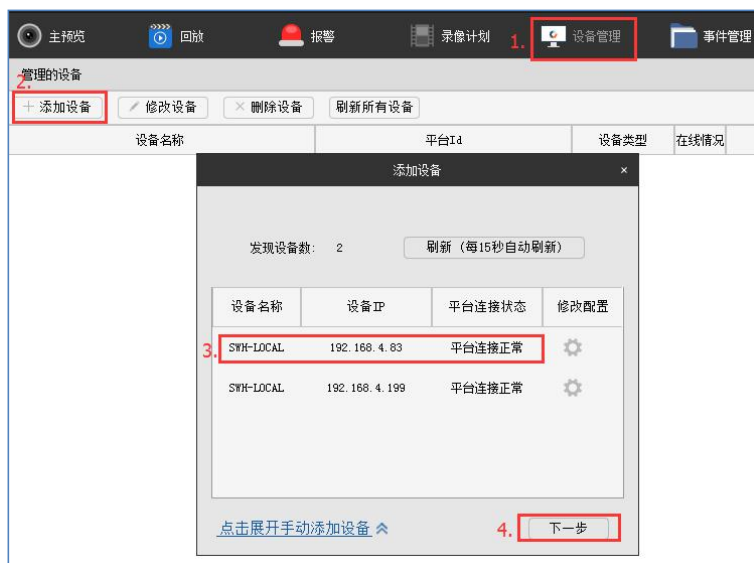 主预览 回放 报警 录像计划 1. 设备管理 事件管理
管理的设备
2.
添加设备 修改设备 删除设备 刷新所有设备
设备名称 平台Id 设备类型 在线情况
添加设备 ×
发现设备数: 2 刷新（每15秒自动刷新）
设备名称 设备IP 平台连接状态 修改配置
3. SWH-LOCAL 192.168.4.83 平台连接正常
SWH-LOCAL 192.168.4.199 平台连接正常
点击展开手动添加设备 4. 下一步